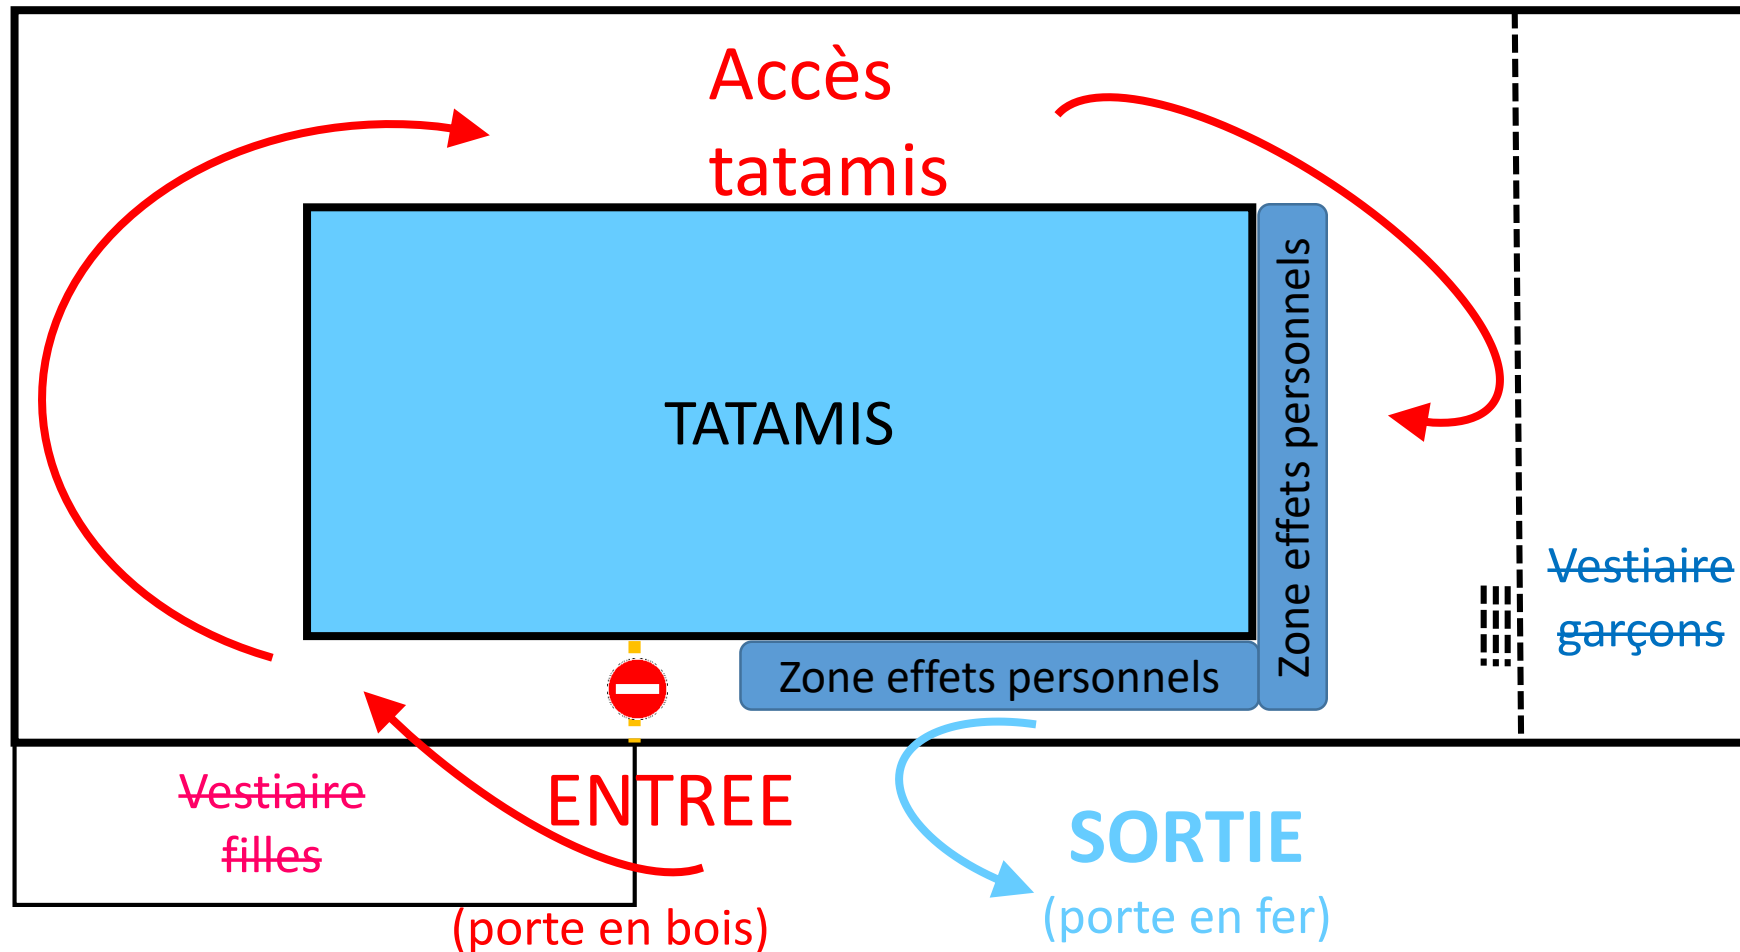 Accès
tatamis
TATAMIS
Zone effets personnels
Zone effets personnels
Vestiaire
garçons
Vestiaire
filles
ENTREE
(porte en bois)
SORTIE
(porte en fer)